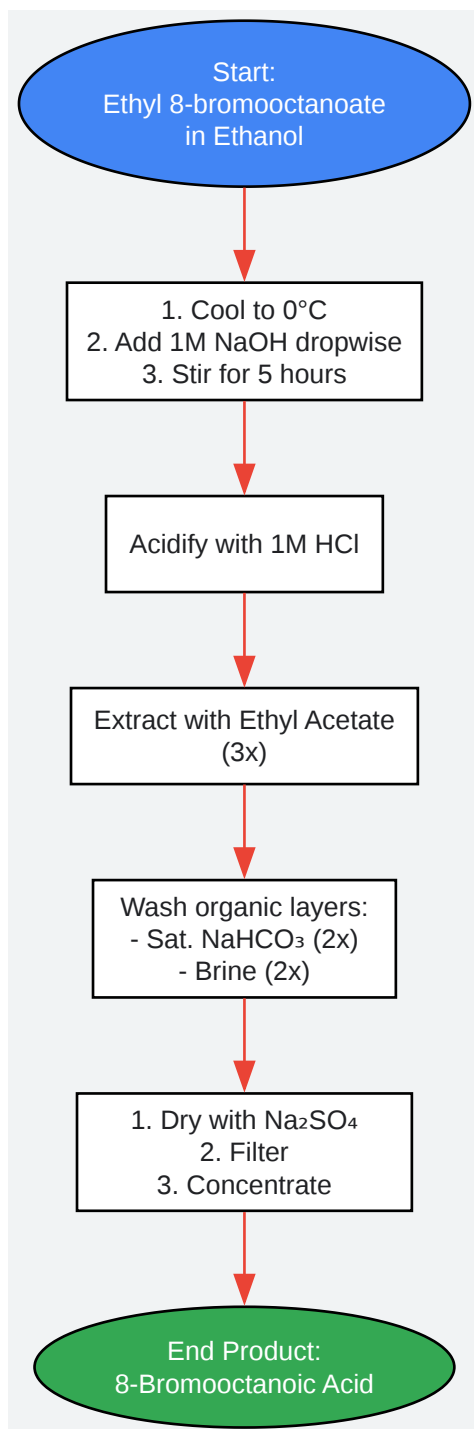 Start:
Ethyl 8-bromooctanoate
in Ethanol
1. Cool to 0°C
2. Add 1M NaOH dropwise
3. Stir for 5 hours
Acidify with 1M HCl
Extract with Ethyl Acetate
(3x)
Wash organic layers:
- Sat. NaHCO₃ (2x)
- Brine (2x)
1. Dry with Na₂SO₄
2. Filter
3. Concentrate
End Product:
8-Bromooctanoic Acid